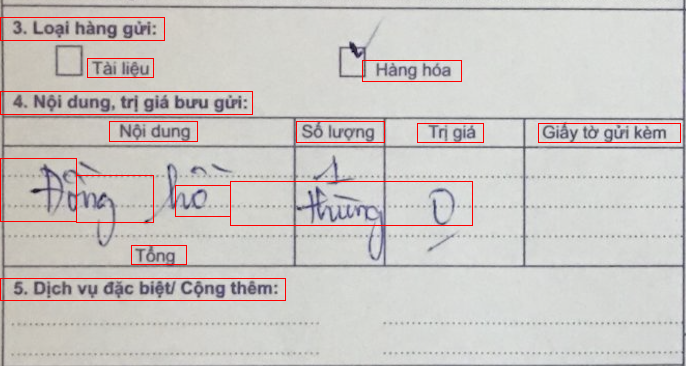 3. Loại hàng gửi:
Tài liệu Hàng hóa
4. Nội dung, trị giá bưu gửi:
Nội dung Số lượng Trị giá Giấy tờ gửi kèm
1
Đồng hồ thùng 0
Tổng
5. Dịch vụ đặc biệt/ Cộng thêm: